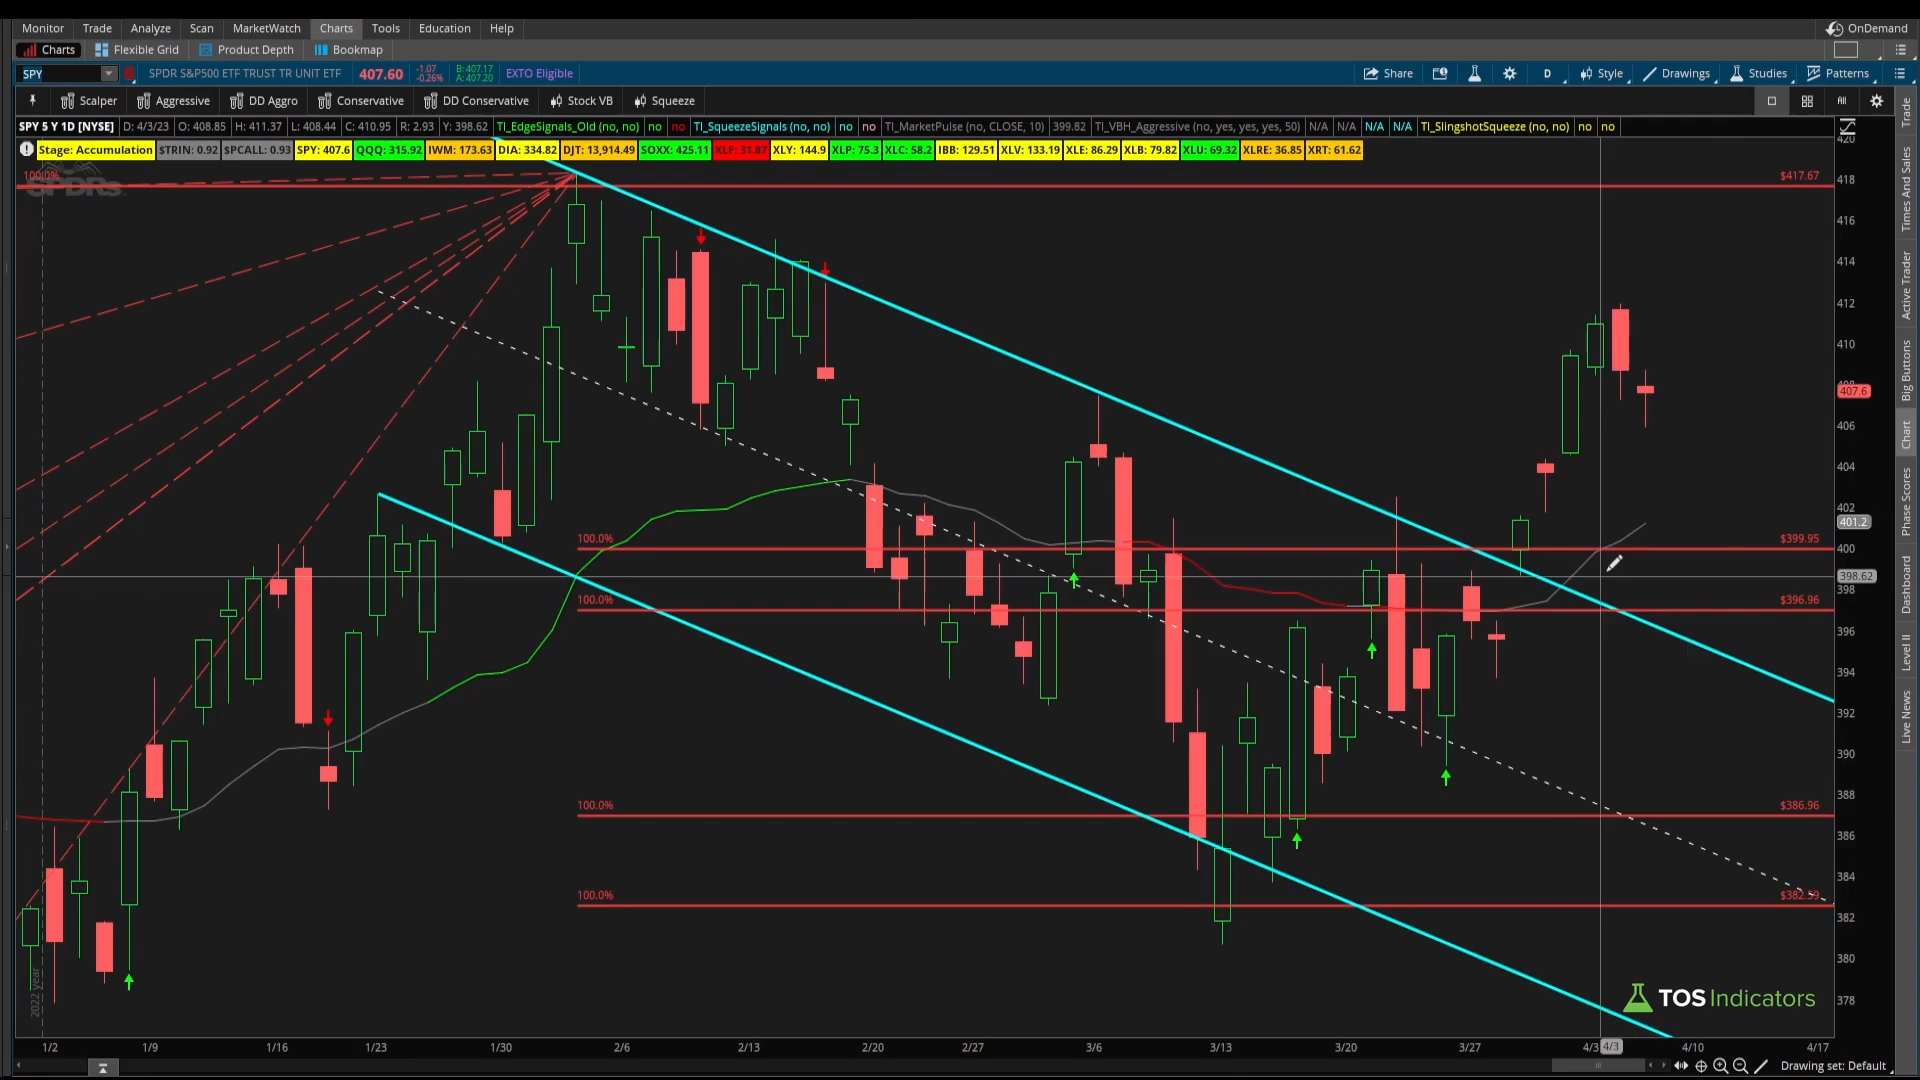 Monitor Trade Analyze Scan MarketWatch Charts Tools Education Help OnDemand
Charts Flexible Grid Product Depth Bookmap
SPY SPDR S&P500 ETF TRUST TR UNIT ETF 407.60 -1.07 -0.26% B: 407.17 A: 407.20 EXTO Eligible Share D Style Drawings Studies Patterns
Scalper Aggressive DD Aggro Conservative DD Conservative Stock VB Squeeze All
SPY 5 Y 1D [NYSE] D: 4/3/23 O: 408.85 H: 411.37 L: 408.44 C: 410.95 R: 2.93 Y: 398.62 TI_EdgeSignals_Old (no, no) no no TI_SqueezeSignals (no, no) no no TI_MarketPulse (no, CLOSE, 10) 399.82 TI_VBH_Aggressive (no, yes, yes, yes, 50) N/A N/A N/A N/A TI_SlingshotSqueeze (no, no) no no
Stage: Accumulation $TRIN: 0.92 $PCALL: 0.93 SPY: 407.6 QQQ: 315.92 IWM: 173.63 DIA: 334.82 DJT: 13,914.49 SOXX: 425.11 XLF: 31.87 XLY: 144.9 XLP: 75.3 XLC: 58.2 IBB: 129.51 XLV: 133.19 XLE: 86.29 XLB: 79.82 XLU: 69.32 XLRE: 36.85 XRT: 61.62
420
100.0% $417.67 418
SPDRs
416
414
412
410
408
407.6
406
404
402
401.2
100.0% $399.95 400
398.62
398
100.0% $396.96
396
394
392
390
388
100.0% $386.96
386
384
100.0% $382.59
382
380
378
2022 year
TOS Indicators
1/2 1/9 1/16 1/23 1/30 2/6 2/13 2/20 2/27 3/6 3/13 3/20 3/27 4/3 4/3 4/10 4/17
Drawing set: Default
Trade
Times And Sales
Active Trader
Big Buttons
Chart
Phase Scores
Dashboard
Level II
Live News